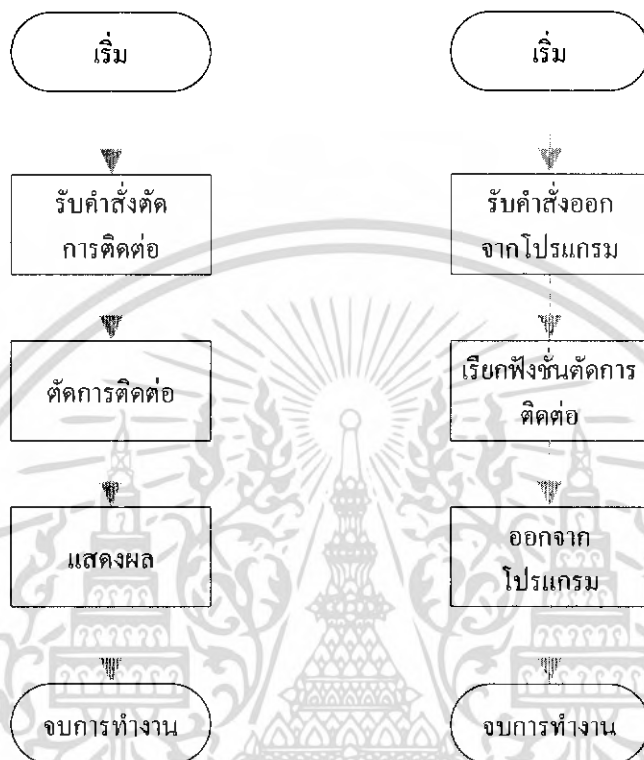 เริ่ม
รับคำสั่งตัด
การติดต่อ
ตัดการติดต่อ
แสดงผล
จบการทำงาน
เริ่ม
รับคำสั่งออก
จากโปรแกรม
เรียกฟังชั่นตัดการ
ติดต่อ
ออกจาก
โปรแกรม
จบการทำงาน